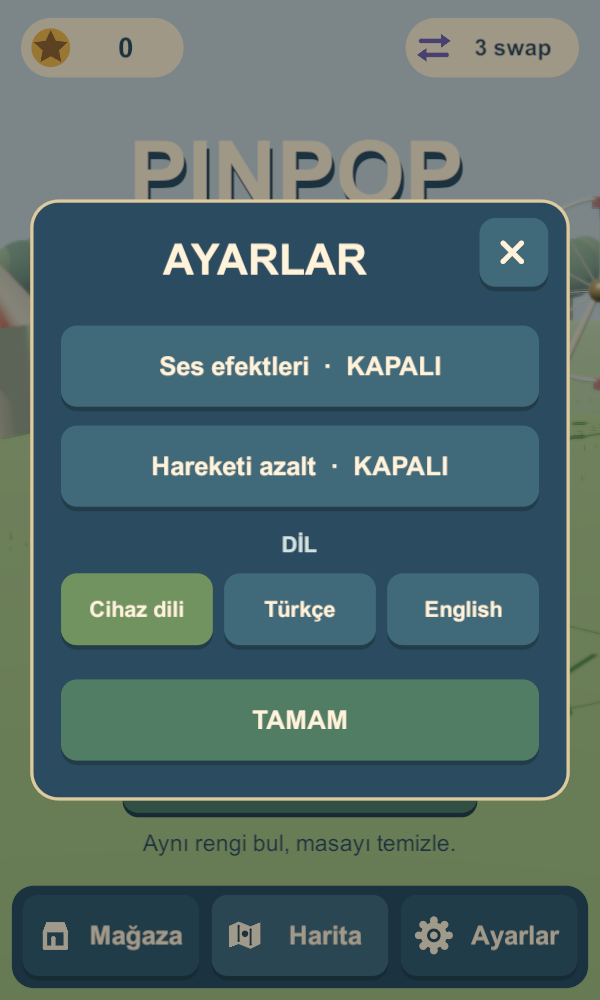 0
3 swap
PINPOP
AYARLAR
Ses efektleri · KAPALI
Hareketi azalt · KAPALI
DİL
Cihaz dili
Türkçe
English
TAMAM
Aynı rengi bul, masayı temizle.
Mağaza
Harita
Ayarlar